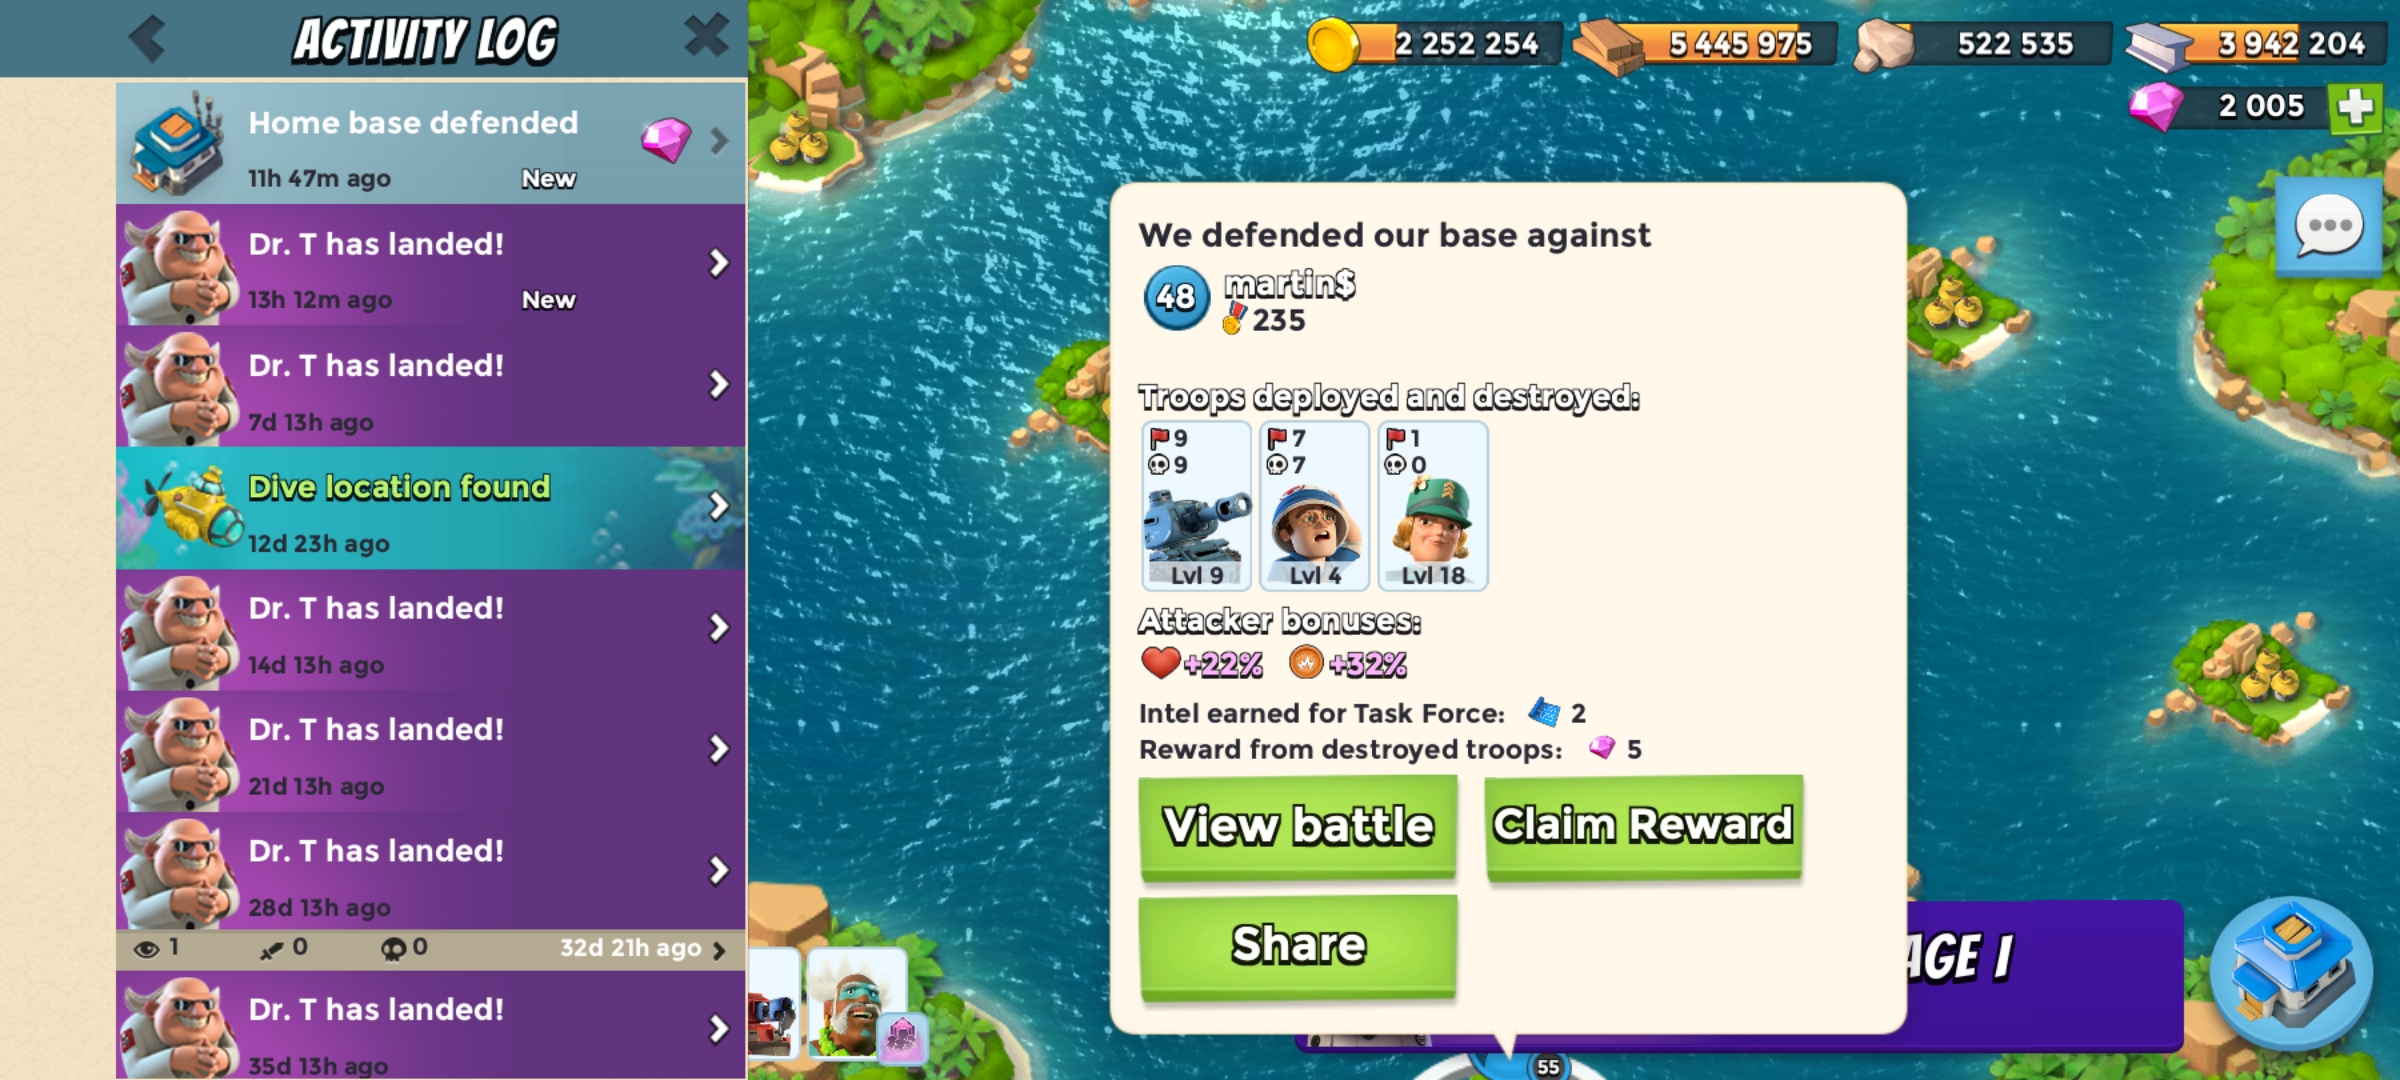 ACTIVITY LOG
Home base defended
11h 47m ago
New
Dr. T has landed!
13h 12m ago
New
Dr. T has landed!
7d 13h ago
Dive location found
12d 23h ago
Dr. T has landed!
14d 13h ago
Dr. T has landed!
21d 13h ago
Dr. T has landed!
28d 13h ago
1 0 0 32d 21h ago
Dr. T has landed!
35d 13h ago
2 252 254 5 445 975 522 535 3 942 204
2 005
We defended our base against
48 martin$
235
Troops deployed and destroyed:
9 7 1
9 7 0
Lvl 9 Lvl 4 Lvl 18
Attacker bonuses:
+22% +32%
Intel earned for Task Force: 2
Reward from destroyed troops: 5
View battle Claim Reward
Share
AGE I
55